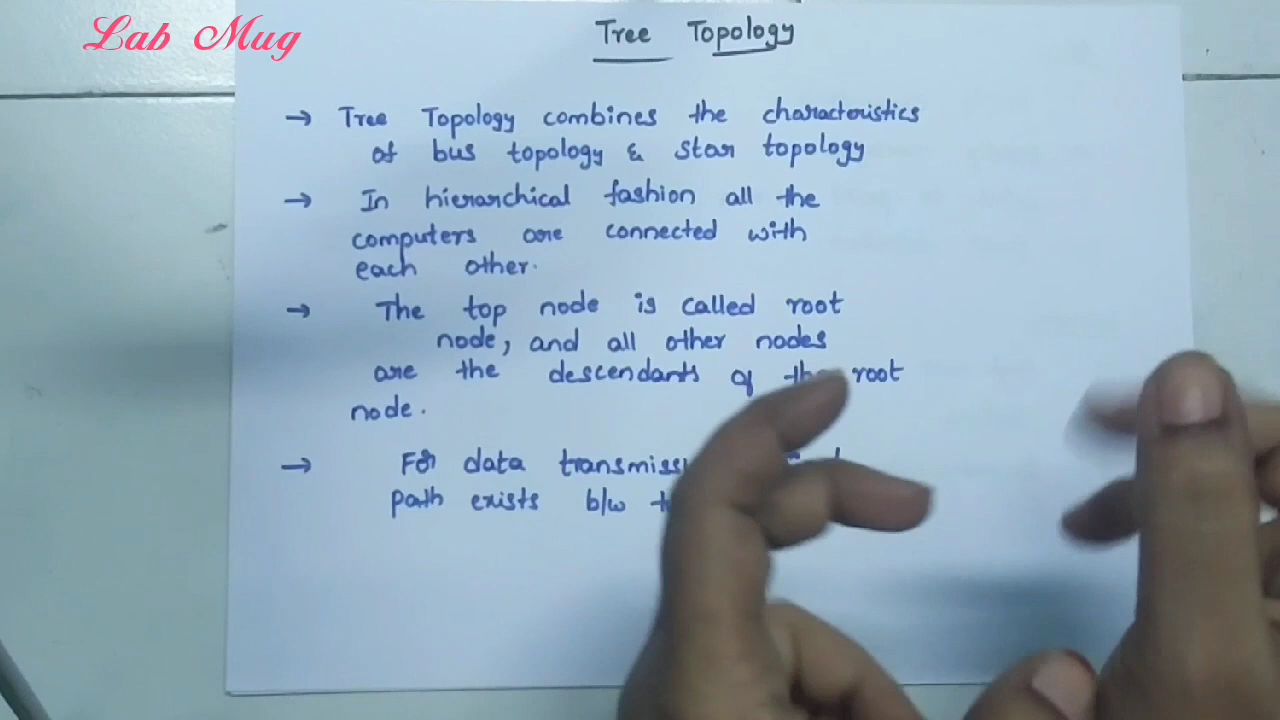 Lab Mug
Tree Topology
→ Tree Topology combines the characteristics
of bus topology & star topology
→ In hierarchical fashion all the
computers are connected with
each other.
→ The top node is called root
node, and all other nodes
are the descendants of the root
node.
→ For data
path exists b/w